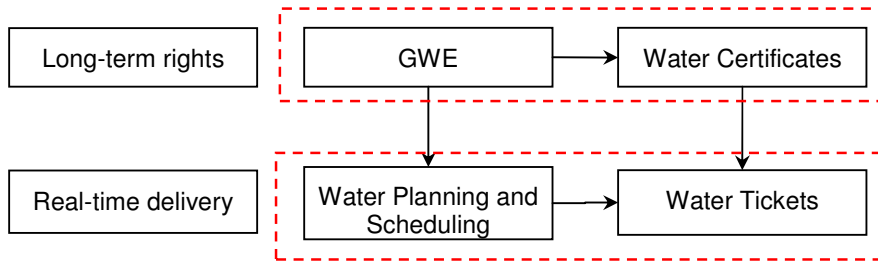 Long-term rights
GWE
Water Certificates
Real-time delivery
Water Planning and
Scheduling
Water Tickets